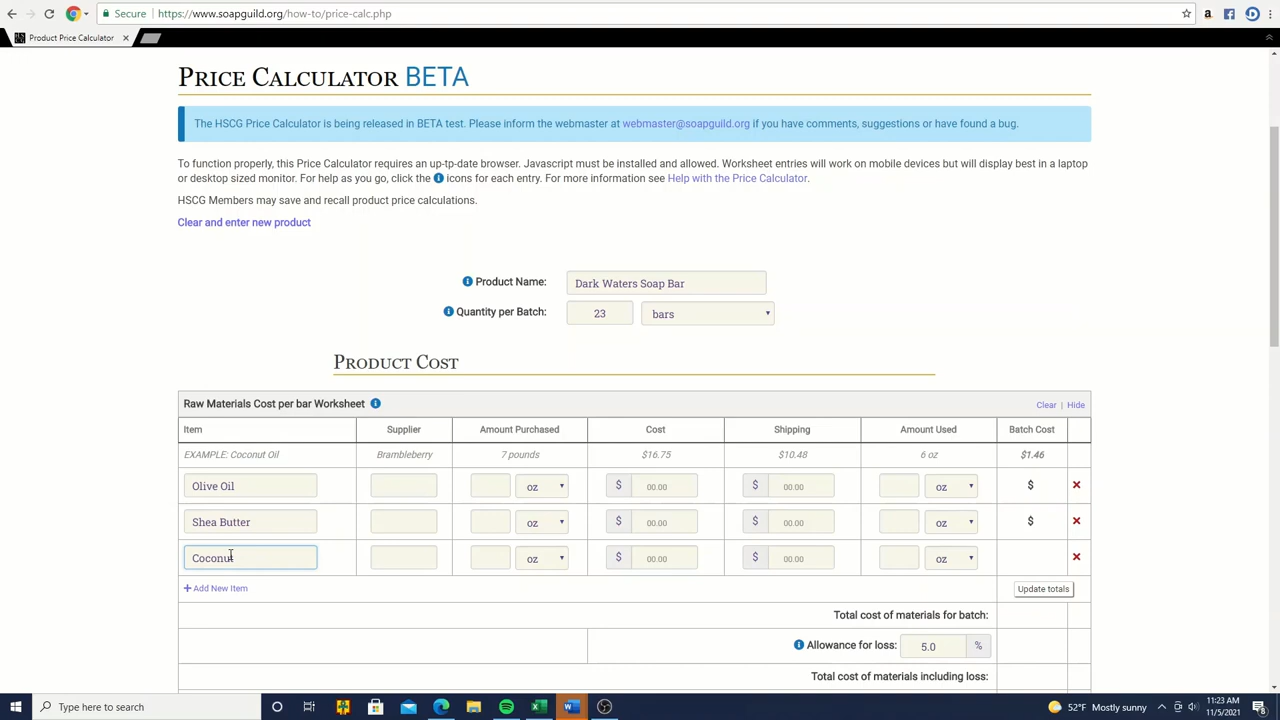 Secure
https://www.soapguild.org/how-to/price-calc.php
Product Price Calculator
PRICE CALCULATOR BETA
The HSCG Price Calculator is being released in BETA test. Please inform the webmaster at webmaster@soapguild.org if you have comments, suggestions or have found a bug.
To function properly, this Price Calculator requires an up-tp-date browser. Javascript must be installed and allowed. Worksheet entries will work on mobile devices but will display best in a laptop
or desktop sized monitor. For help as you go, click the icons for each entry. For more information see Help with the Price Calculator.
HSCG Members may save and recall product price calculations.
Clear and enter new product
Product Name: Dark Waters Soap Bar
Quantity per Batch: 23 bars
PRODUCT COST
Raw Materials Cost per bar Worksheet Clear | Hide
Item Supplier Amount Purchased Cost Shipping Amount Used Batch Cost
EXAMPLE: Coconut Oil Brambleberry 7 pounds $16.75 $10.48 6 oz $1.46
Olive Oil oz $ 00.00 $ 00.00 oz $
Shea Butter oz $ 00.00 $ 00.00 oz $
Coconut oz $ 00.00 $ 00.00 oz
Add New Item Update totals
Total cost of materials for batch:
Allowance for loss: 5.0 %
Total cost of materials including loss:
Type here to search
52°F Mostly sunny
11:23 AM
11/5/2021